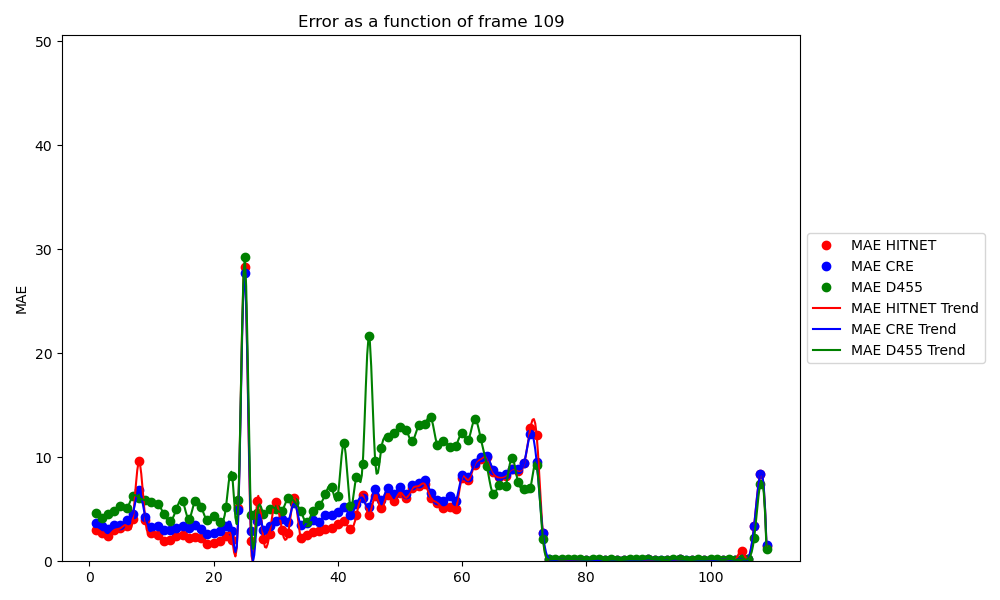 Error as a function of frame 109
MAE
50
40
30
20
10
0
0 20 40 60 80 100
MAE HITNET
MAE CRE
MAE D455
MAE HITNET Trend
MAE CRE Trend
MAE D455 Trend